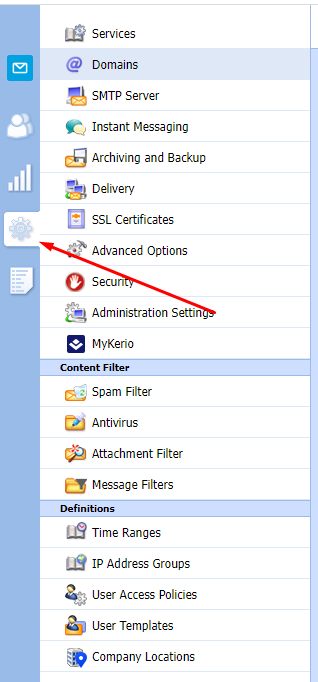 Services
Domains
SMTP Server
Instant Messaging
Archiving and Backup
Delivery
SSL Certificates
Advanced Options
Security
Administration Settings
MyKerio
Content Filter
Spam Filter
Antivirus
Attachment Filter
Message Filters
Definitions
Time Ranges
IP Address Groups
User Access Policies
User Templates
Company Locations